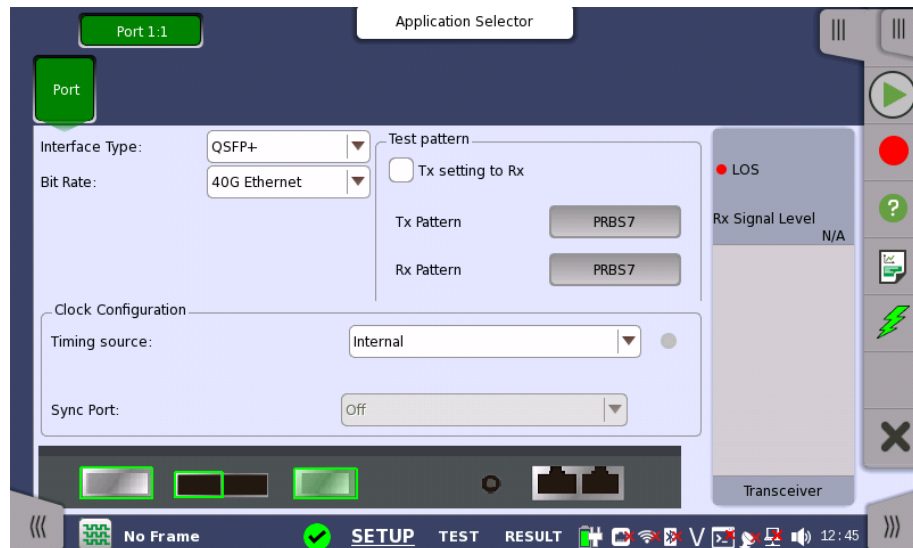 Application Selector
Port 1:1
Port
Interface Type:
QSFP+
Bit Rate:
40G Ethernet
Test pattern
Tx setting to Rx
Tx Pattern
PRBS7
Rx Pattern
PRBS7
LOS
Rx Signal Level
N/A
Clock Configuration
Timing source:
Internal
Sync Port:
Off
Transceiver
No Frame
SETUP TEST RESULT V 12:45